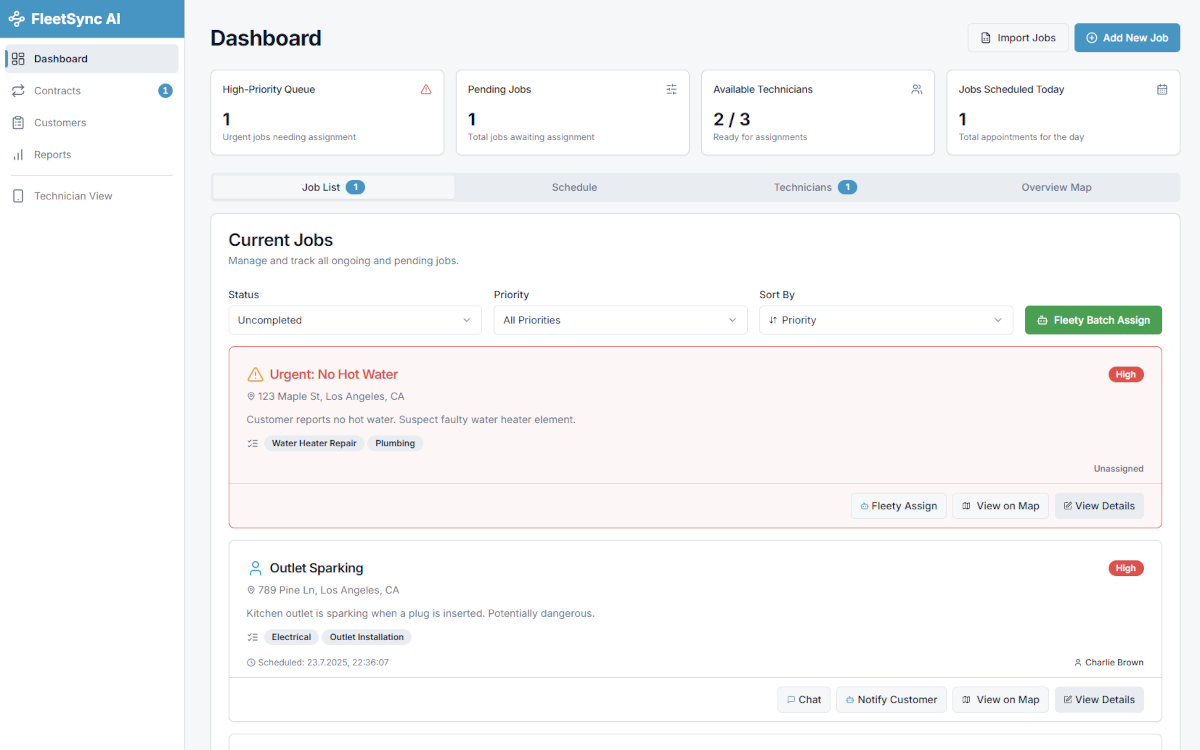 FleetSync AI
Dashboard
Contracts 1
Customers
Reports
Technician View
Dashboard
Import Jobs
Add New Job
High-Priority Queue
1
Urgent jobs needing assignment
Pending Jobs
1
Total jobs awaiting assignment
Available Technicians
2 / 3
Ready for assignments
Jobs Scheduled Today
1
Total appointments for the day
Job List 1
Schedule
Technicians 1
Overview Map
Current Jobs
Manage and track all ongoing and pending jobs.
Status
Uncompleted
Priority
All Priorities
Sort By
Priority
Fleety Batch Assign
Urgent: No Hot Water
High
123 Maple St, Los Angeles, CA
Customer reports no hot water. Suspect faulty water heater element.
Water Heater Repair Plumbing
Unassigned
Fleety Assign View on Map View Details
Outlet Sparking
High
789 Pine Ln, Los Angeles, CA
Kitchen outlet is sparking when a plug is inserted. Potentially dangerous.
Electrical Outlet Installation
Scheduled: 23.7.2025, 22:36:07
Charlie Brown
Chat Notify Customer View on Map View Details